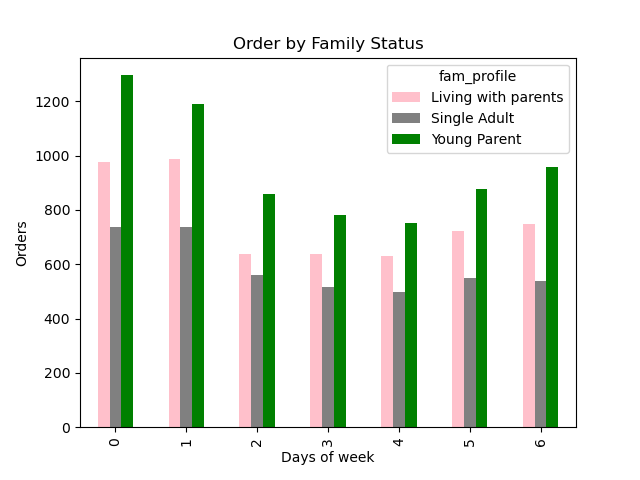 Order by Family Status
fam_profile
Living with parents
Single Adult
Young Parent
Orders
1200
1000
800
600
400
200
0
0 1 2 3 4 5 6
Days of week